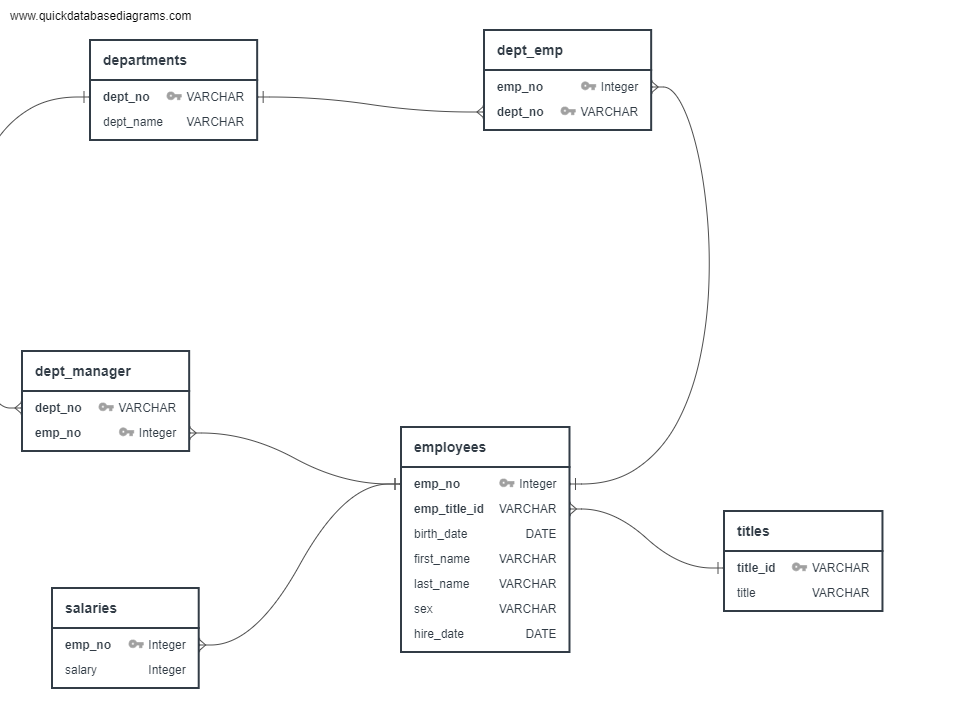 www.quickdatabasediagrams.com
departments
dept_no VARCHAR
dept_name VARCHAR
dept_emp
emp_no Integer
dept_no VARCHAR
dept_manager
dept_no VARCHAR
emp_no Integer
employees
emp_no Integer
emp_title_id VARCHAR
birth_date DATE
first_name VARCHAR
last_name VARCHAR
sex VARCHAR
hire_date DATE
titles
title_id VARCHAR
title VARCHAR
salaries
emp_no Integer
salary Integer